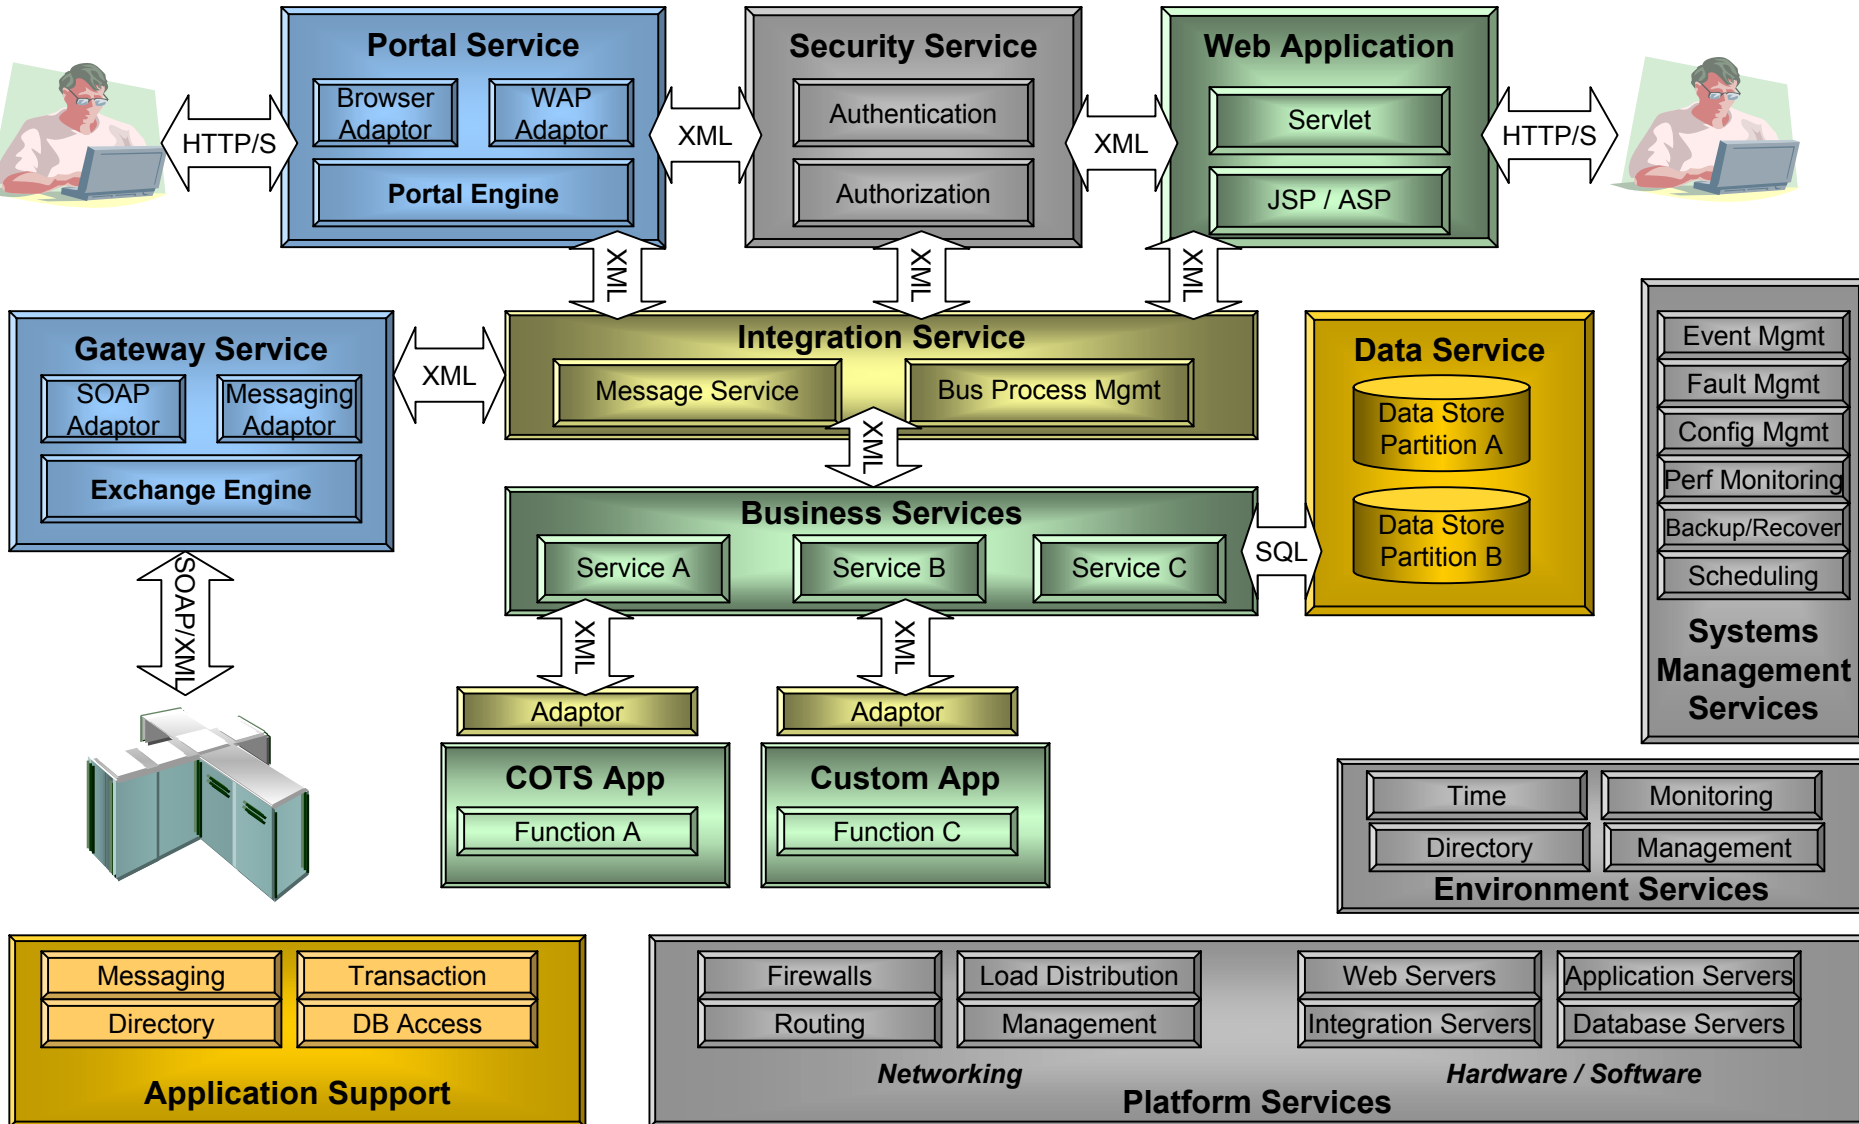 Portal Service
Browser
Adaptor
WAP
Adaptor
Portal Engine
Security Service
Authentication
Authorization
Web Application
Servlet
JSP / ASP
HTTP/S
XML
XML
HTTP/S
XML
XML
XML
Gateway Service
SOAP
Adaptor
Messaging
Adaptor
Exchange Engine
XML
Integration Service
Message Service
Bus Process Mgmt
XML
Data Service
Data Store
Partition A
Data Store
Partition B
Event Mgmt
Fault Mgmt
Config Mgmt
Perf Monitoring
Backup/Recover
Scheduling
Systems
Management
Services
Business Services
Service A
Service B
Service C
SQL
SOAP/XML
XML
XML
Adaptor
Adaptor
COTS App
Function A
Custom App
Function C
Time
Monitoring
Directory
Management
Environment Services
Messaging
Transaction
Directory
DB Access
Application Support
Firewalls
Load Distribution
Routing
Management
Networking
Web Servers
Application Servers
Integration Servers
Database Servers
Hardware / Software
Platform Services